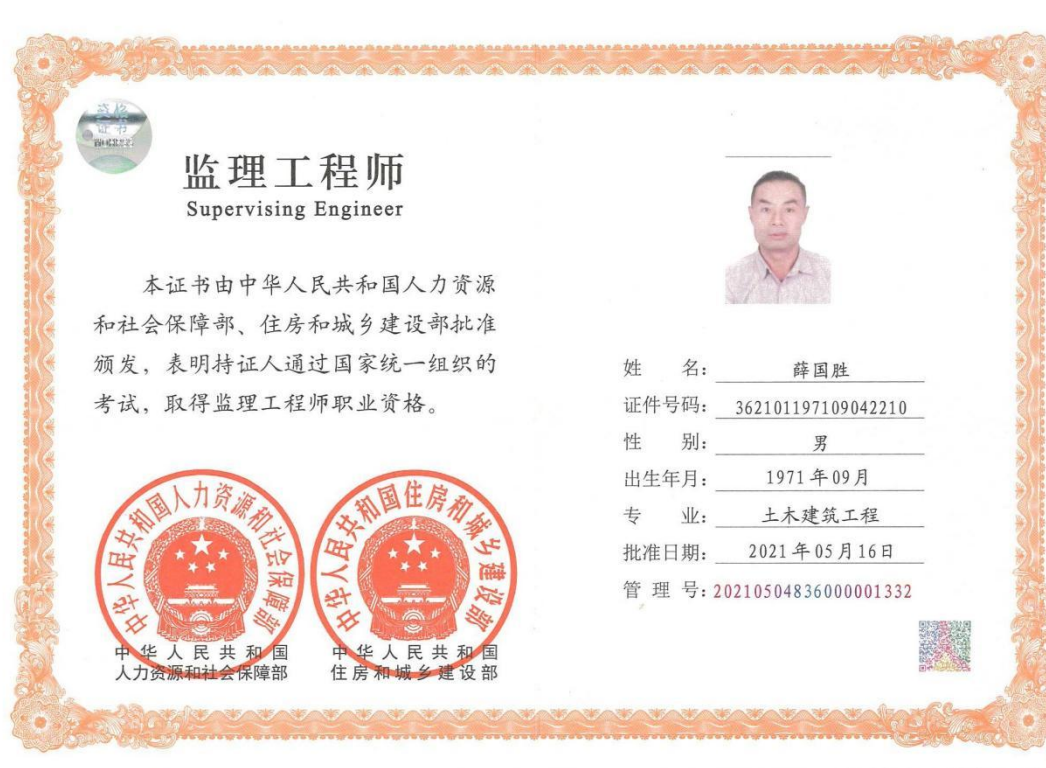 资格
证书
监理工程师
Supervising Engineer
本证书由中华人民共和国人力资源
和社会保障部、住房和城乡建设部批准
颁发，表明持证人通过国家统一组织的
考试，取得监理工程师职业资格。
中华人民共和国人力资源和社会保障部
中华人民共和国住房和城乡建设部
中华人民共和国
人力资源和社会保障部
中华人民共和国
住房和城乡建设部
姓 名：薛国胜
证件号码：362101197109042210
性 别：男
出生年月：1971年09月
专 业：土木建筑工程
批准日期：2021年05月16日
管 理 号：20210504836000001332